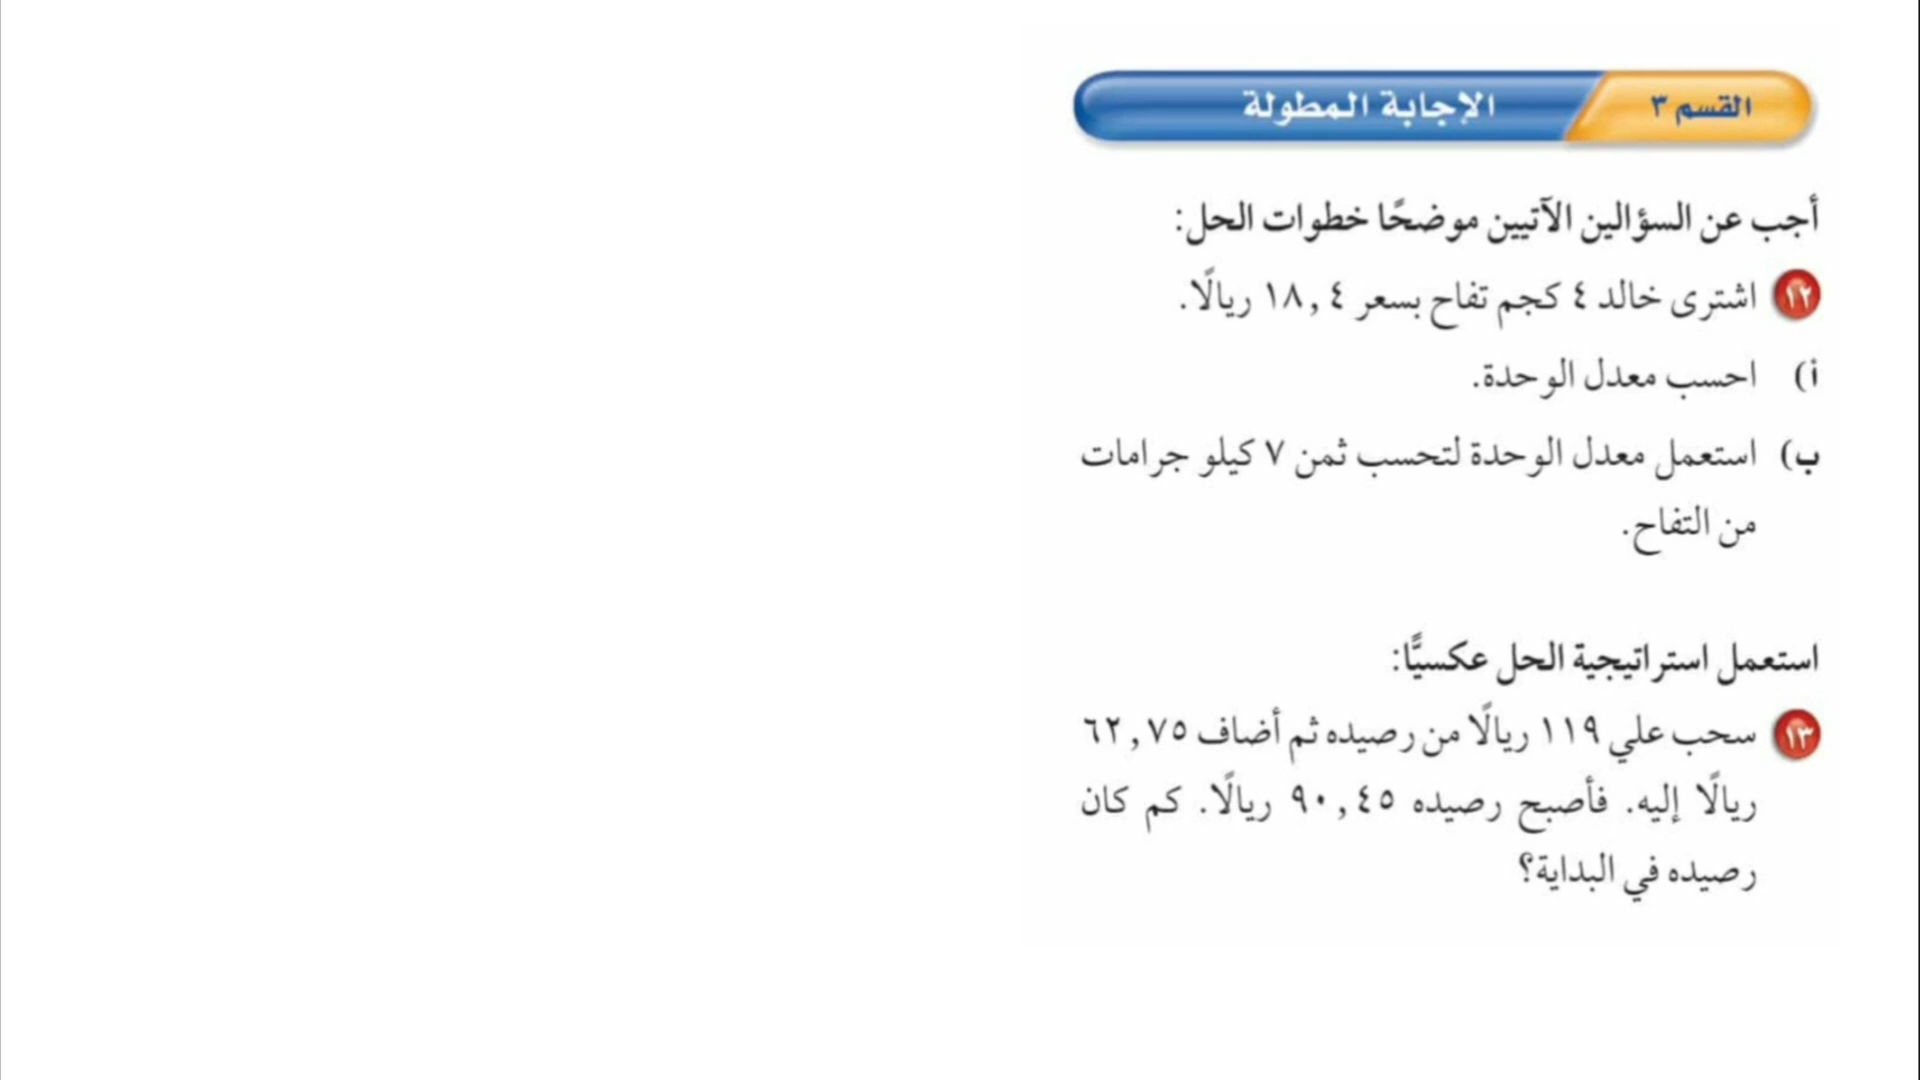 القسم ٣ الإجابة المطولة
أجب عن السؤالين الآتيين موضحًا خطوات الحل:
١٢ اشترى خالد ٤ كجم تفاح بسعر ١٨,٤ ريالًا.
أ) احسب معدل الوحدة.
ب) استعمل معدل الوحدة لتحسب ثمن ٧ كيلو جرامات
من التفاح.
استعمل استراتيجية الحل عكسيًّا:
١٣ سحب علي ١١٩ ريالًا من رصيده ثم أضاف ٦٢,٧٥
ريالًا إليه. فأصبح رصيده ٩٠,٤٥ ريالًا. كم كان
رصيده في البداية؟